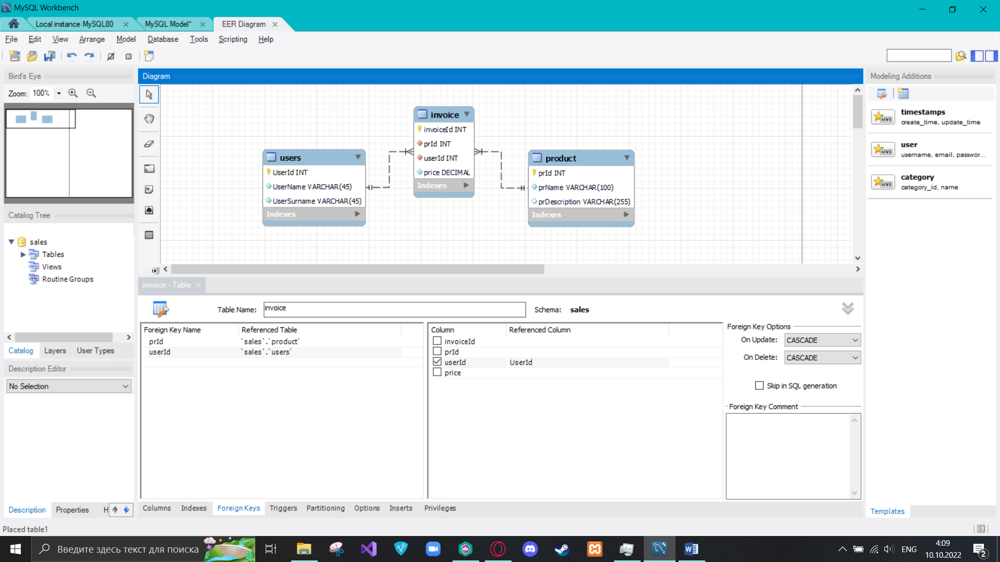 MySQL Workbench
Local instance MySQL80
MySQL Model*
EER Diagram
File Edit View Arrange Model Database Tools Scripting Help
Bird's Eye
Zoom: 100%
Catalog Tree
sales
Tables
Views
Routine Groups
Catalog Layers User Types
Description Editor
No Selection
Description Properties H
Diagram
users
UserId INT
UserName VARCHAR(45)
UserSurname VARCHAR(45)
Indexes
invoice
invoiceId INT
prId INT
userId INT
price DECIMAL
Indexes
product
prId INT
prName VARCHAR(100)
prDescription VARCHAR(255)
Indexes
invoice - Table
Table Name: invoice Schema: sales
Foreign Key Name Referenced Table
prId `sales`.`product`
userId `sales`.`users`
Column Referenced Column
invoiceId
prId
userId UserId
price
Foreign Key Options
On Update: CASCADE
On Delete: CASCADE
Skip in SQL generation
Foreign Key Comment
Columns Indexes Foreign Keys Triggers Partitioning Options Inserts Privileges
Modeling Additions
MWB timestamps
create_time, update_time
MWB user
username, email, passwor...
MWB category
category_id, name
Templates
Placed table1
Введите здесь текст для поиска
ENG
4:09
10.10.2022
2